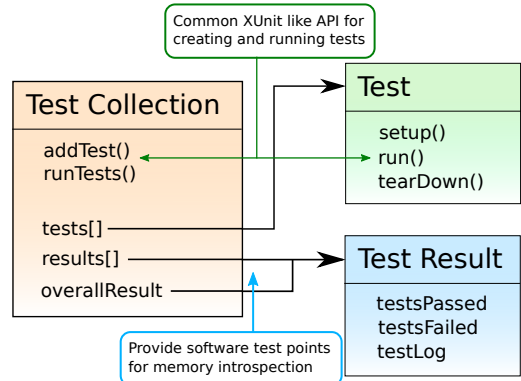 Common XUnit like API for
creating and running tests
Test Collection
addTest()
runTests()
tests[]
results[]
overallResult
Test
setup()
run()
tearDown()
Test Result
testsPassed
testsFailed
testLog
Provide software test points
for memory introspection